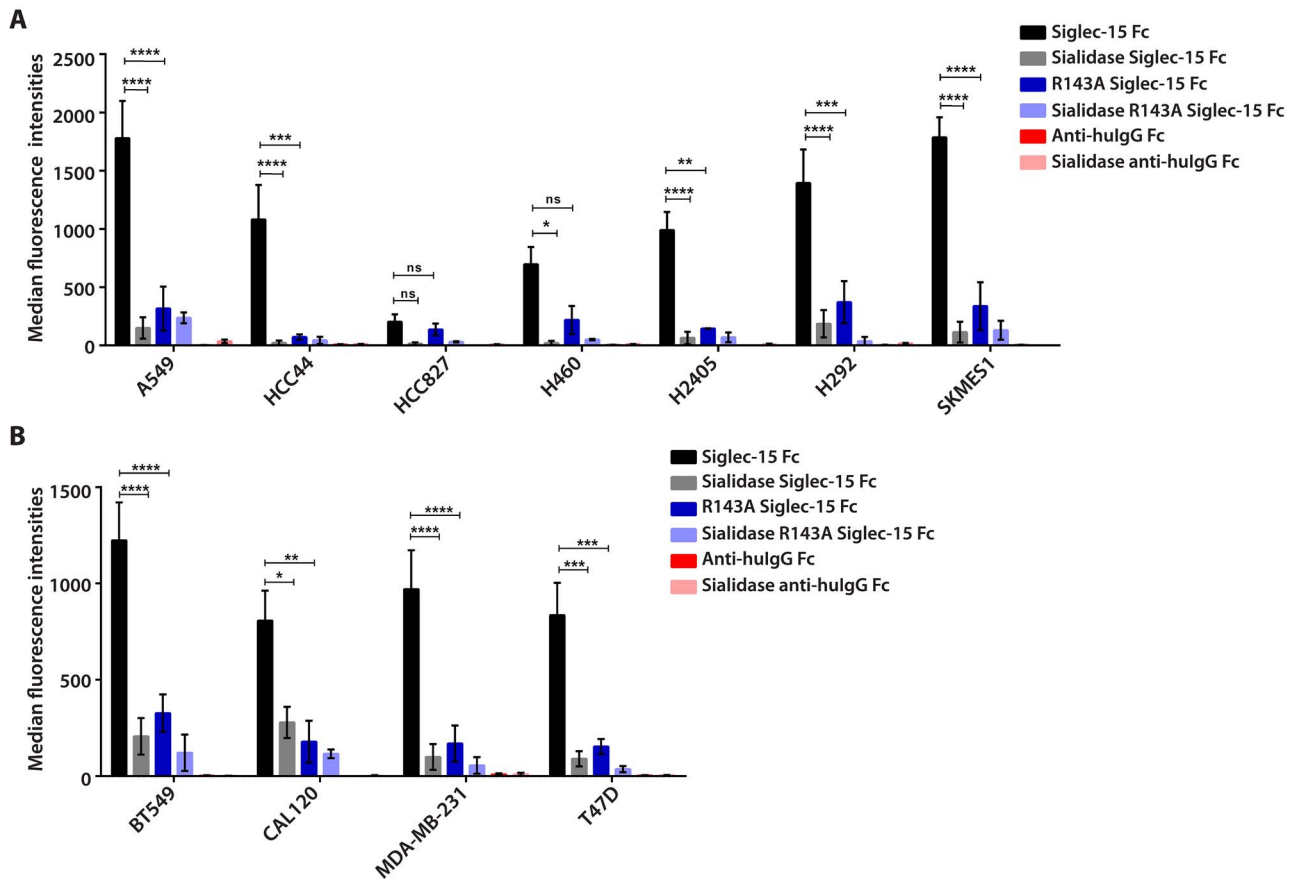 A
Median fluorescence intensities
2500
2000
1500
1000
500
0
**** 
****
***
****
ns
ns
ns
*
**
****
***
****
****
****
A549
HCC44
HCC827
H460
H2405
H292
SKMES1
Siglec-15 Fc
Sialidase Siglec-15 Fc
R143A Siglec-15 Fc
Sialidase R143A Siglec-15 Fc
Anti-huIgG Fc
Sialidase anti-huIgG Fc
B
Median fluorescence intensities
1500
1000
500
0
****
****
**
*
****
****
***
***
BT549
CAL120
MDA-MB-231
T47D
Siglec-15 Fc
Sialidase Siglec-15 Fc
R143A Siglec-15 Fc
Sialidase R143A Siglec-15 Fc
Anti-huIgG Fc
Sialidase anti-huIgG Fc